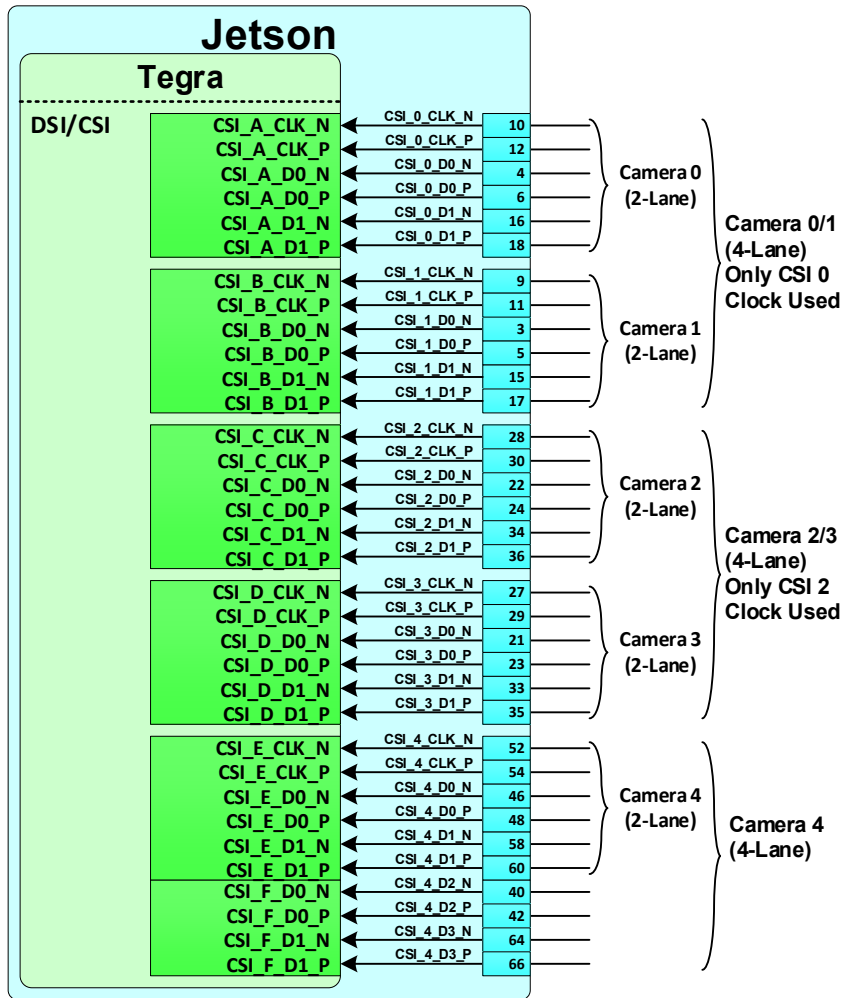 Jetson
Tegra
DSI/CSI
CSI_A_CLK_N CSI_0_CLK_N 10
CSI_A_CLK_P CSI_0_CLK_P 12
CSI_A_D0_N CSI_0_D0_N 4
CSI_A_D0_P CSI_0_D0_P 6
CSI_A_D1_N CSI_0_D1_N 16
CSI_A_D1_P CSI_0_D1_P 18
Camera 0
(2-Lane)
CSI_B_CLK_N CSI_1_CLK_N 9
CSI_B_CLK_P CSI_1_CLK_P 11
CSI_B_D0_N CSI_1_D0_N 3
CSI_B_D0_P CSI_1_D0_P 5
CSI_B_D1_N CSI_1_D1_N 15
CSI_B_D1_P CSI_1_D1_P 17
Camera 1
(2-Lane)
Camera 0/1
(4-Lane)
Only CSI 0
Clock Used
CSI_C_CLK_N CSI_2_CLK_N 28
CSI_C_CLK_P CSI_2_CLK_P 30
CSI_C_D0_N CSI_2_D0_N 22
CSI_C_D0_P CSI_2_D0_P 24
CSI_C_D1_N CSI_2_D1_N 34
CSI_C_D1_P CSI_2_D1_P 36
Camera 2
(2-Lane)
CSI_D_CLK_N CSI_3_CLK_N 27
CSI_D_CLK_P CSI_3_CLK_P 29
CSI_D_D0_N CSI_3_D0_N 21
CSI_D_D0_P CSI_3_D0_P 23
CSI_D_D1_N CSI_3_D1_N 33
CSI_D_D1_P CSI_3_D1_P 35
Camera 3
(2-Lane)
Camera 2/3
(4-Lane)
Only CSI 2
Clock Used
CSI_E_CLK_N CSI_4_CLK_N 52
CSI_E_CLK_P CSI_4_CLK_P 54
CSI_E_D0_N CSI_4_D0_N 46
CSI_E_D0_P CSI_4_D0_P 48
CSI_E_D1_N CSI_4_D1_N 58
CSI_E_D1_P CSI_4_D1_P 60
Camera 4
(2-Lane)
CSI_F_D0_N CSI_4_D2_N 40
CSI_F_D0_P CSI_4_D2_P 42
CSI_F_D1_N CSI_4_D3_N 64
CSI_F_D1_P CSI_4_D3_P 66
Camera 4
(4-Lane)